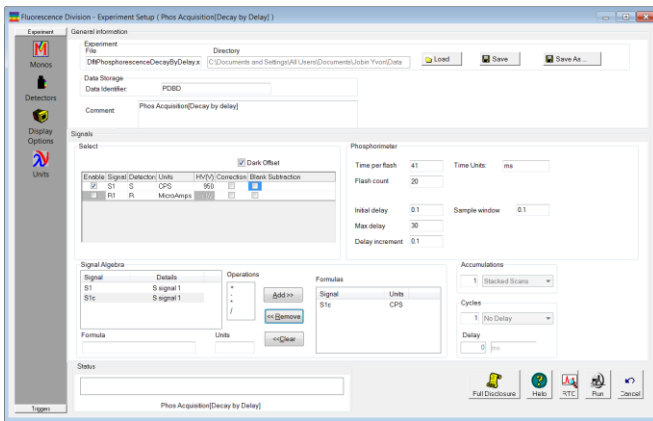 Fluorescence Division - Experiment Setup ( Phos Acquisition[Decay by Delay] )
Experiment
Monos
Detectors
Display
Options
Units
Triggers
General information
Experiment
File
Directory
DfltPhosphorescenceDecayByDelay.x
C:\Documents and Settings\All Users\Documents\Jobin Yvon\Data
Load
Save
Save As ...
Data Storage
Data Identifier:
PDBD
Comment:
Phos Acquisition[Decay by delay]
Signals
Select
Dark Offset
Enable Signal Detector Units HV(V) Correction Blank Subtraction
S1 S CPS 950
R1 R MicroAmps
Phosphorimeter
Time per flash 41 Time Units: ms
Flash count 20
Initial delay 0.1 Sample window 0.1
Max delay 30
Delay increment 0.1
Signal Algebra
Signal Details
S1 S signal 1
S1c S signal 1
Operations
+
-
*
/
Add >>
<< Remove
<<Clear
Formulas
Signal Units
S1c CPS
Formula
Units
Accumulations
1 Stacked Scans
Cycles
1 No Delay
Delay
0 ms
Status
Phos Acquisition[Decay by Delay]
Full Disclosure
Help
RTC
Run
Cancel